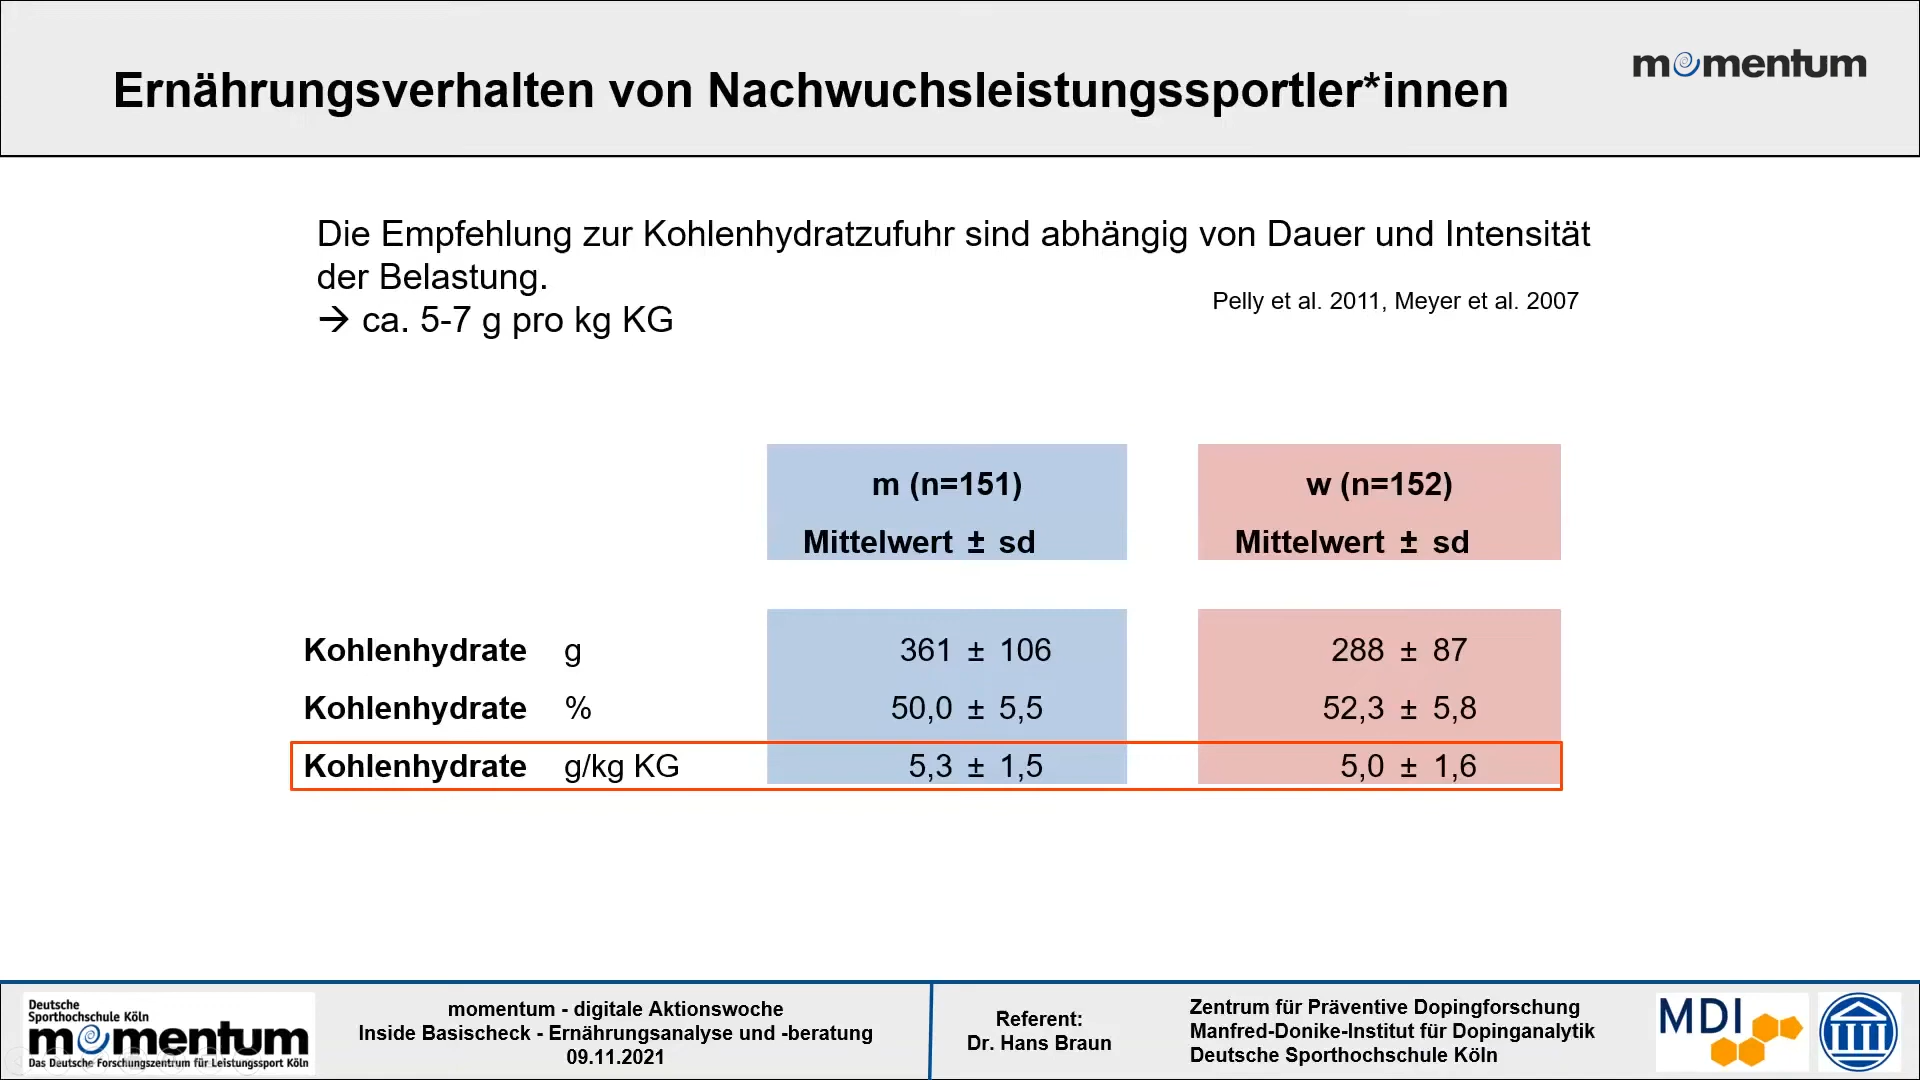 Ernährungsverhalten von Nachwuchsleistungssportler*innen
momentum
Die Empfehlung zur Kohlenhydratzufuhr sind abhängig von Dauer und Intensität
der Belastung.
→ ca. 5-7 g pro kg KG
Pelly et al. 2011, Meyer et al. 2007
m (n=151) w (n=152)
Mittelwert ± sd Mittelwert ± sd
Kohlenhydrate g 361 ± 106 288 ± 87
Kohlenhydrate % 50,0 ± 5,5 52,3 ± 5,8
Kohlenhydrate g/kg KG 5,3 ± 1,5 5,0 ± 1,6
Deutsche
Sporthochschule Köln
momentum
Das Deutsche Forschungszentrum für Leistungssport Köln
momentum - digitale Aktionswoche
Inside Basischeck - Ernährungsanalyse und -beratung
09.11.2021
Referent:
Dr. Hans Braun
Zentrum für Präventive Dopingforschung
Manfred-Donike-Institut für Dopinganalytik
Deutsche Sporthochschule Köln
MDI